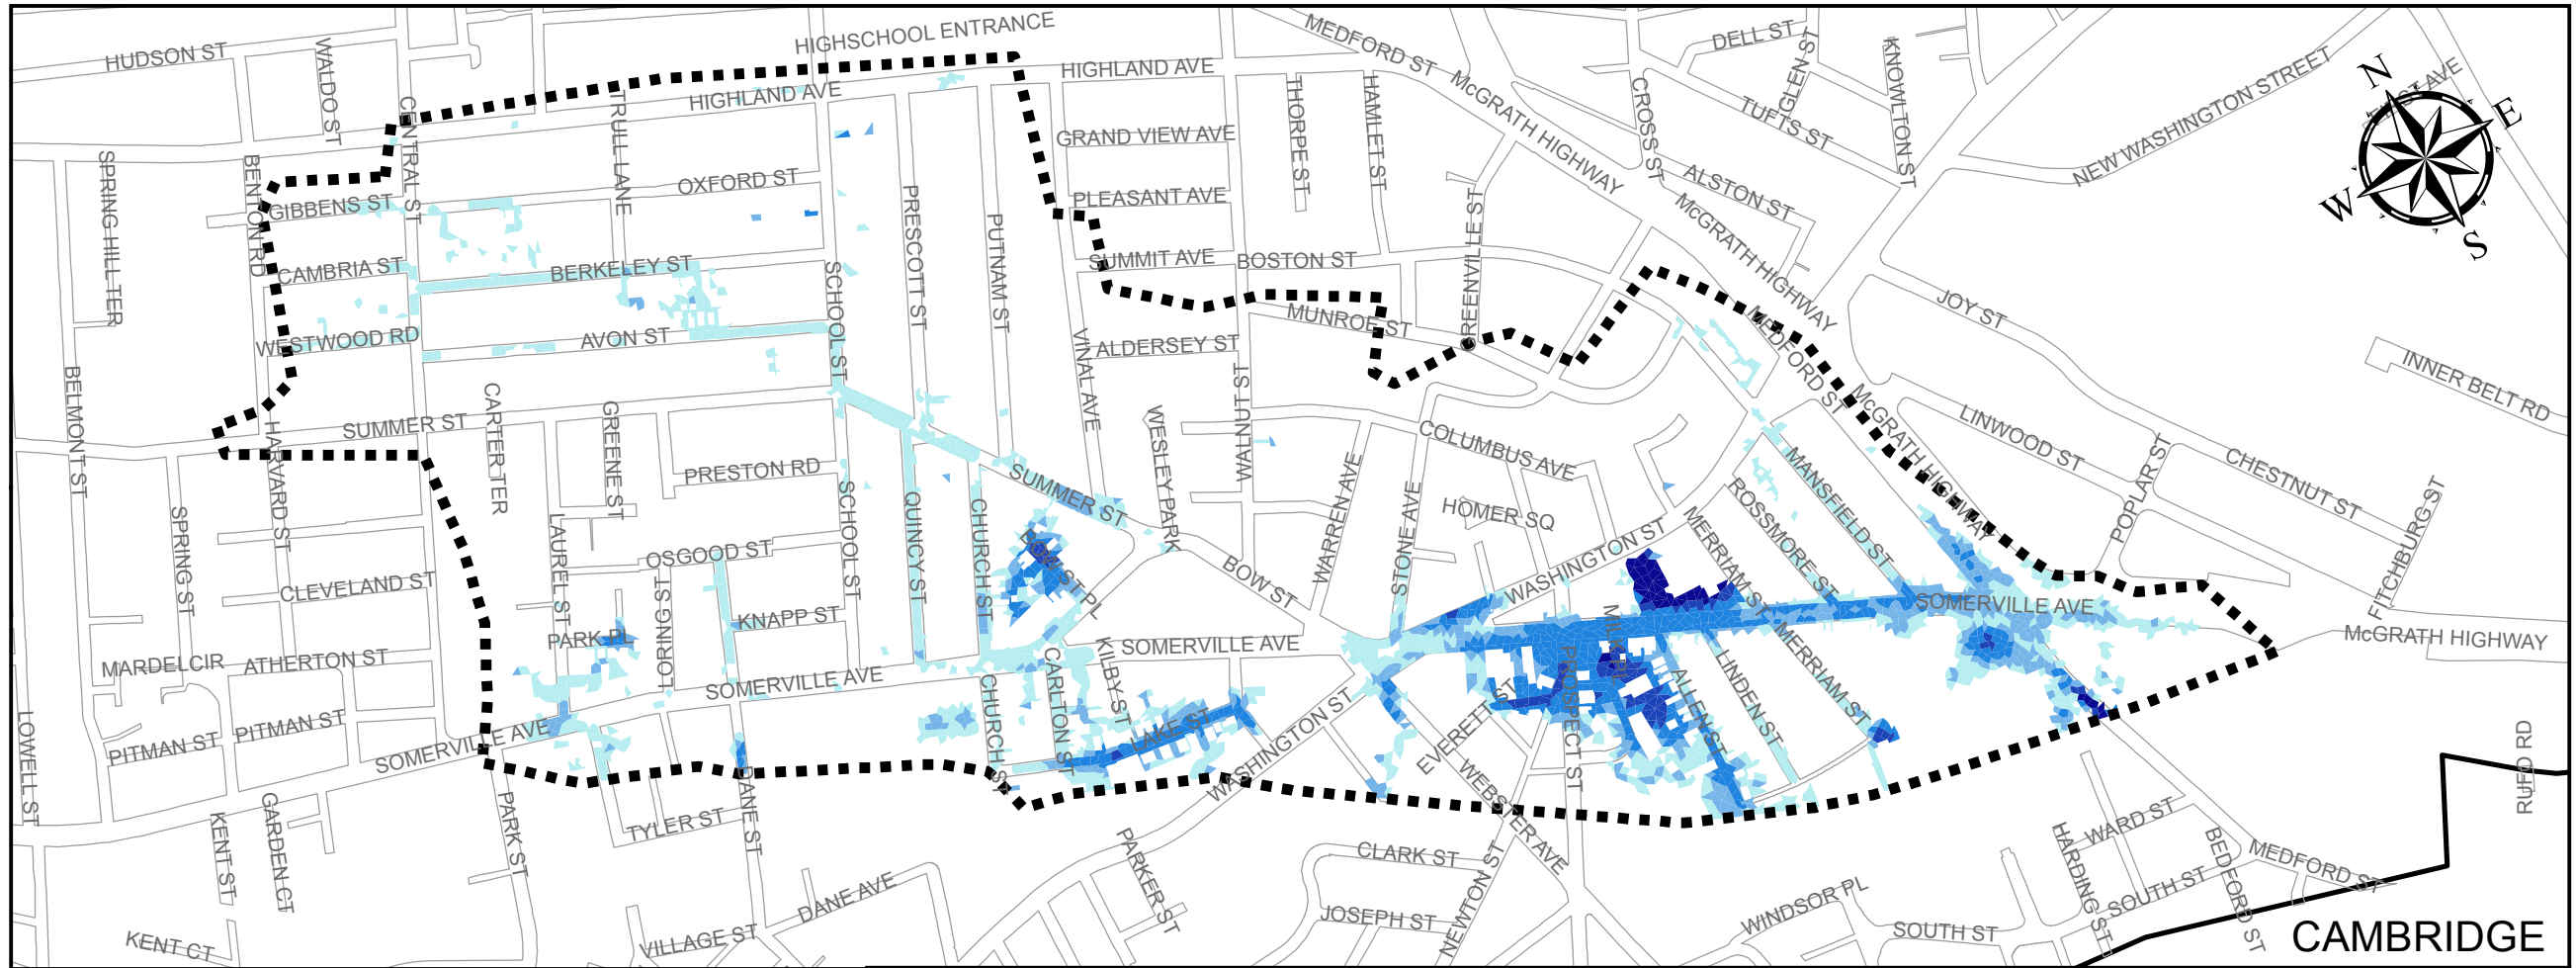 HIGHSCHOOL ENTRANCE
MEDFORD ST
DELL ST
GLEN ST
KNOWLTON ST
HUDSON ST
WALDO ST
HIGHLAND AVE
HIGHLAND AVE
CENTRAL ST
TRULL LANE
THORPE ST
HAMLET ST
McGRATH HIGHWAY
CROSS ST
TUFTS ST
NEW WASHINGTON STREET
N
E
W
S
SPRING HILL TER
BENTON RD
GIBBENS ST
OXFORD ST
PRESCOTT ST
PUTNAM ST
GRAND VIEW AVE
PLEASANT AVE
SUMMIT AVE
BOSTON ST
GREENVILLE ST
ALSTON ST
McGRATH HIGHWAY
CAMBRIA ST
BERKELEY ST
SCHOOL ST
WESTWOOD RD
AVON ST
VINAL AVE
ALDERSEY ST
MUNROE ST
MEDFORD ST
JOY ST
INNER BELT RD
BELMONT ST
HARVARD ST
SUMMER ST
CARTER TER
GREENE ST
PRESTON RD
WESLEY PARK
WALNUT ST
WARREN AVE
STONE AVE
COLUMBUS AVE
HOMER SQ
McGRATH HIGHWAY
LINWOOD ST
POPLAR ST
CHESTNUT ST
FITCHBURG ST
SPRING ST
CLEVELAND ST
LAUREL ST
OSGOOD ST
LORING ST
KNAPP ST
SCHOOL ST
QUINCY ST
CHURCH ST
SUMMER ST
BOW ST PL
BOW ST
WASHINGTON ST
MERRIAM ST
ROSSMORE ST
MANSFIELD ST
SOMERVILLE AVE
McGRATH HIGHWAY
MARDELCIR
ATHERTON ST
PARK PL
SOMERVILLE AVE
CHURCH ST
CARLTON ST
KILBY ST
SOMERVILLE AVE
LAKE ST
WASHINGTON ST
EVERETT ST
PROSPECT ST
MILK PL
ALLEN ST
LINDEN ST
MERRIAM ST
LOWELL ST
PITMAN ST
PITMAN ST
SOMERVILLE AVE
KENT ST
GARDEN CT
PARK ST
TYLER ST
DANE ST
DANE AVE
VILLAGE ST
KENT CT
PARKER ST
CLARK ST
JOSEPH ST
NEWTON ST
WEBSTER AVE
WINDSOR PL
SOUTH ST
HARDING ST
WARD ST
SOUTH ST
BEDFORD ST
MEDFORD ST
RUFO RD
CAMBRIDGE